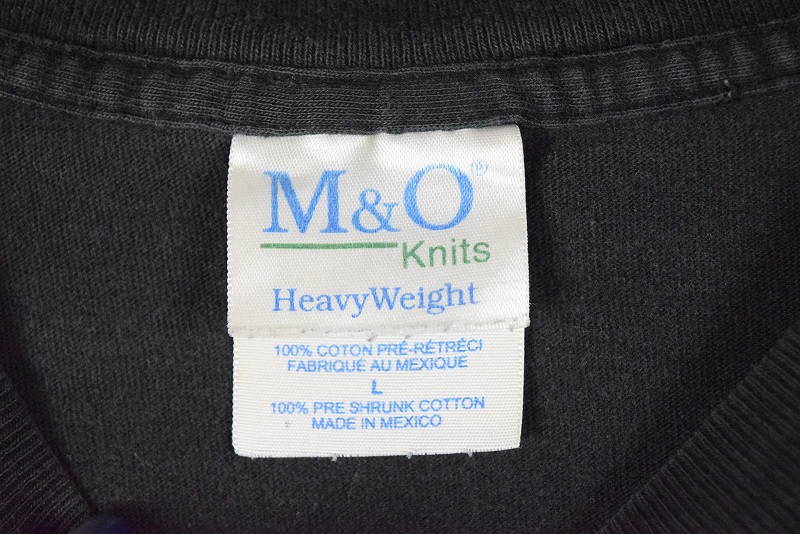 M&O®
Knits
HeavyWeight
100% COTON PRÉ-RÉTRÉCI
FABRIQUÉ AU MEXIQUE
L
100% PRE SHRUNK COTTON
MADE IN MEXICO